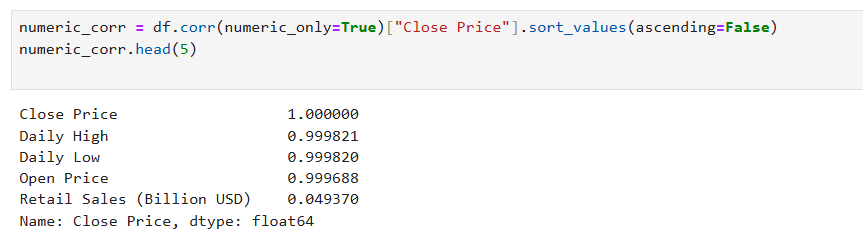 numeric_corr = df.corr(numeric_only=True)["Close Price"].sort_values(ascending=False)
numeric_corr.head(5)
Close Price                   1.000000
Daily High                    0.999821
Daily Low                     0.999820
Open Price                    0.999688
Retail Sales (Billion USD)    0.049370
Name: Close Price, dtype: float64